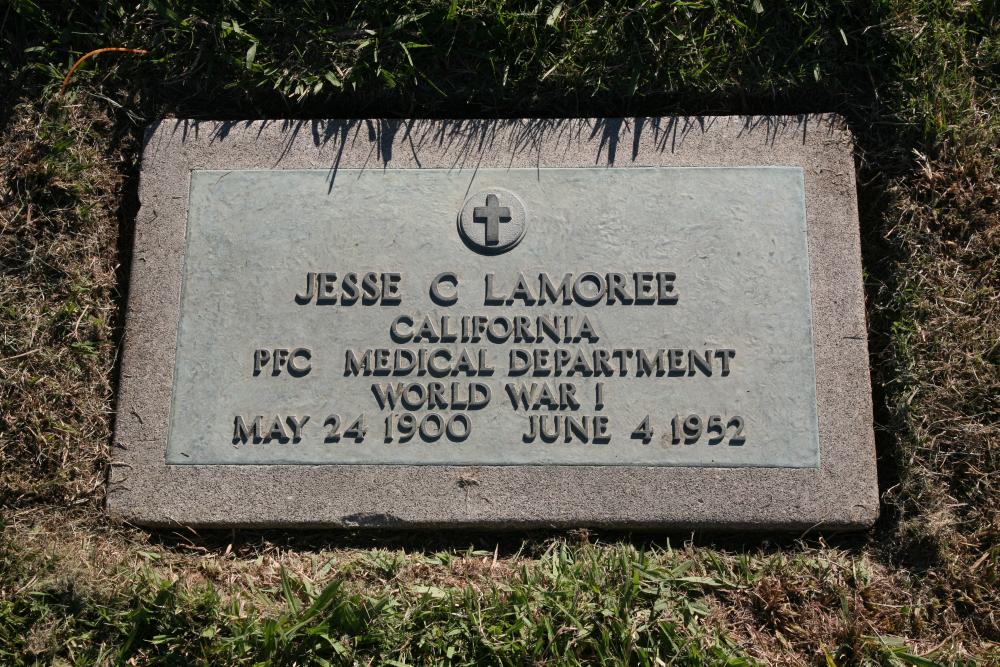 JESSE C LAMOREE
CALIFORNIA
PFC MEDICAL DEPARTMENT
WORLD WAR I
MAY 24 1900 JUNE 4 1952